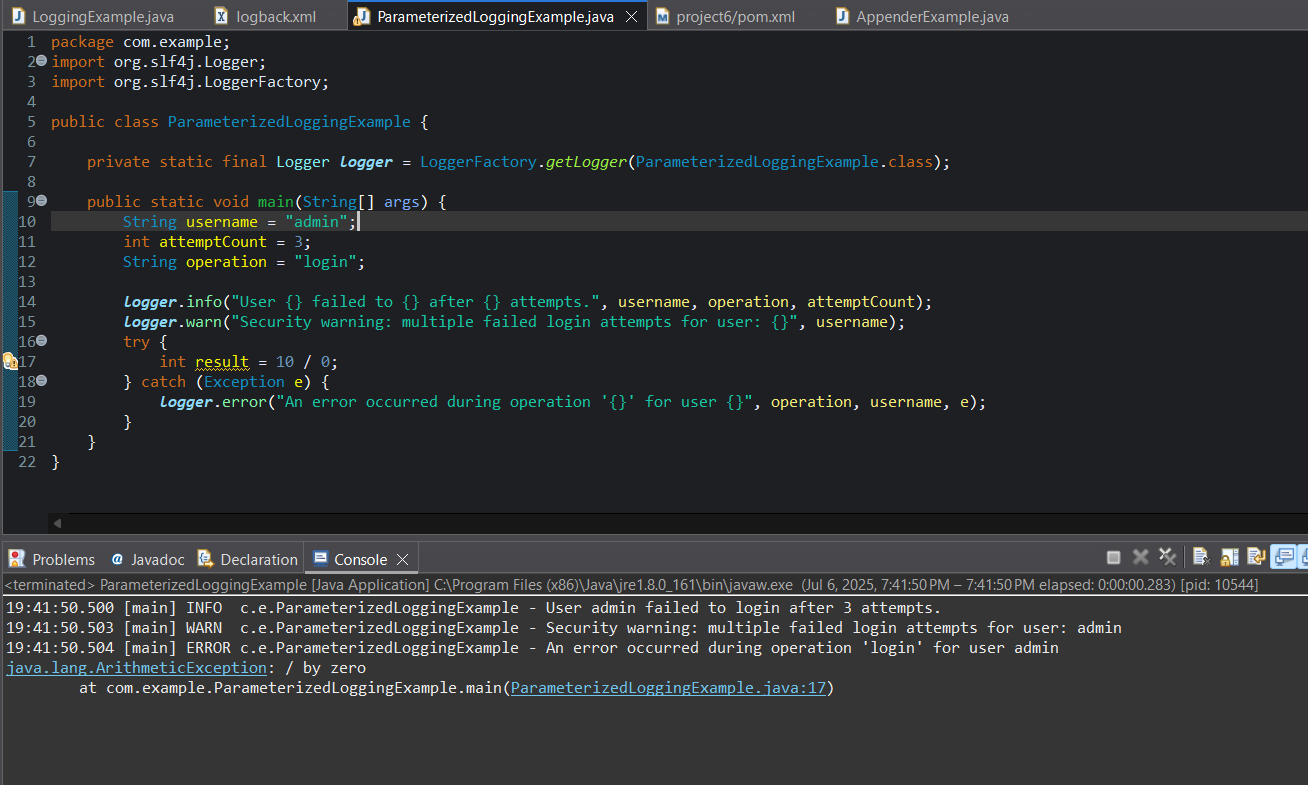 LoggingExample.java logback.xml ParameterizedLoggingExample.java project6/pom.xml AppenderExample.java
1 package com.example;
2 import org.slf4j.Logger;
3 import org.slf4j.LoggerFactory;
4
5 public class ParameterizedLoggingExample {
6
7     private static final Logger logger = LoggerFactory.getLogger(ParameterizedLoggingExample.class);
8
9     public static void main(String[] args) {
10         String username = "admin";
11         int attemptCount = 3;
12         String operation = "login";
13
14         logger.info("User {} failed to {} after {} attempts.", username, operation, attemptCount);
15         logger.warn("Security warning: multiple failed login attempts for user: {}", username);
16         try {
17             int result = 10 / 0;
18         } catch (Exception e) {
19             logger.error("An error occurred during operation '{}' for user {}", operation, username, e);
20         }
21     }
22 }
Problems Javadoc Declaration Console
<terminated> ParameterizedLoggingExample [Java Application] C:\Program Files (x86)\Java\jre1.8.0_161\bin\javaw.exe (Jul 6, 2025, 7:41:50 PM – 7:41:50 PM elapsed: 0:00:00.283) [pid: 10544]
19:41:50.500 [main] INFO  c.e.ParameterizedLoggingExample - User admin failed to login after 3 attempts.
19:41:50.503 [main] WARN  c.e.ParameterizedLoggingExample - Security warning: multiple failed login attempts for user: admin
19:41:50.504 [main] ERROR c.e.ParameterizedLoggingExample - An error occurred during operation 'login' for user admin
java.lang.ArithmeticException: / by zero
        at com.example.ParameterizedLoggingExample.main(ParameterizedLoggingExample.java:17)